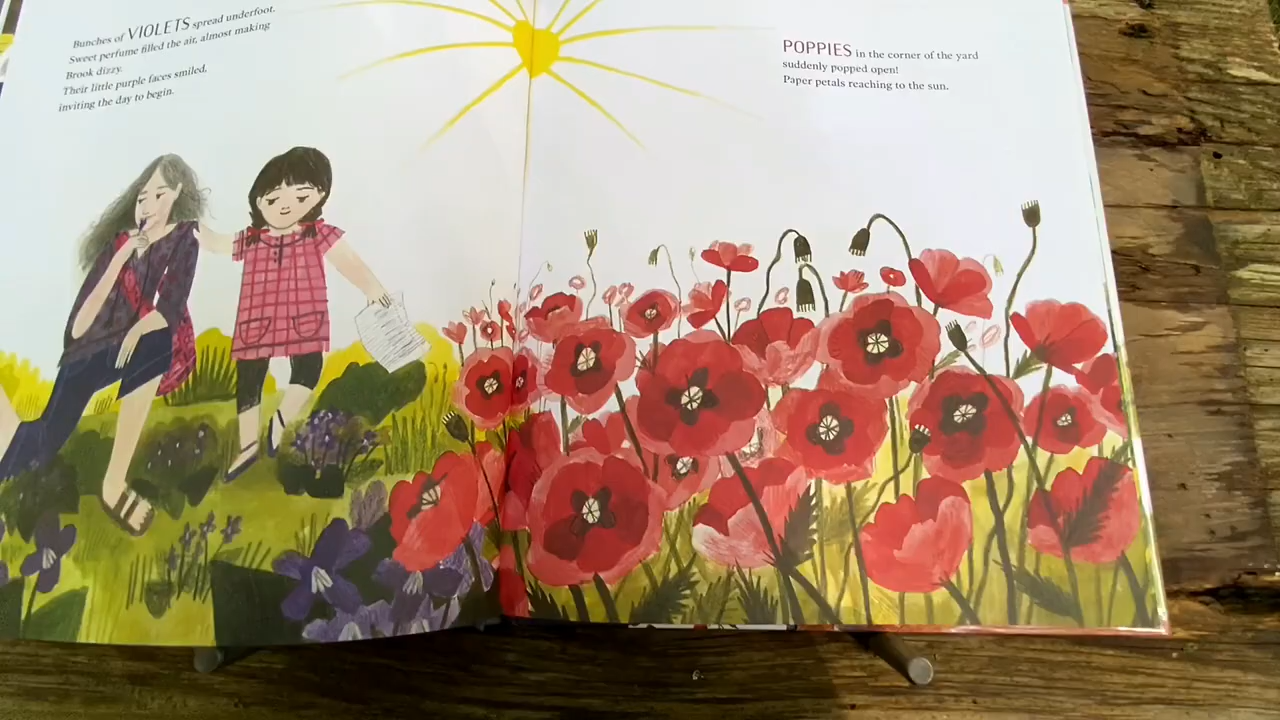 Bunches of VIOLETS spread underfoot.
Sweet perfume filled the air, almost making
Brook dizzy.
Their little purple faces smiled,
inviting the day to begin.
POPPIES in the corner of the yard
suddenly popped open!
Paper petals reaching to the sun.